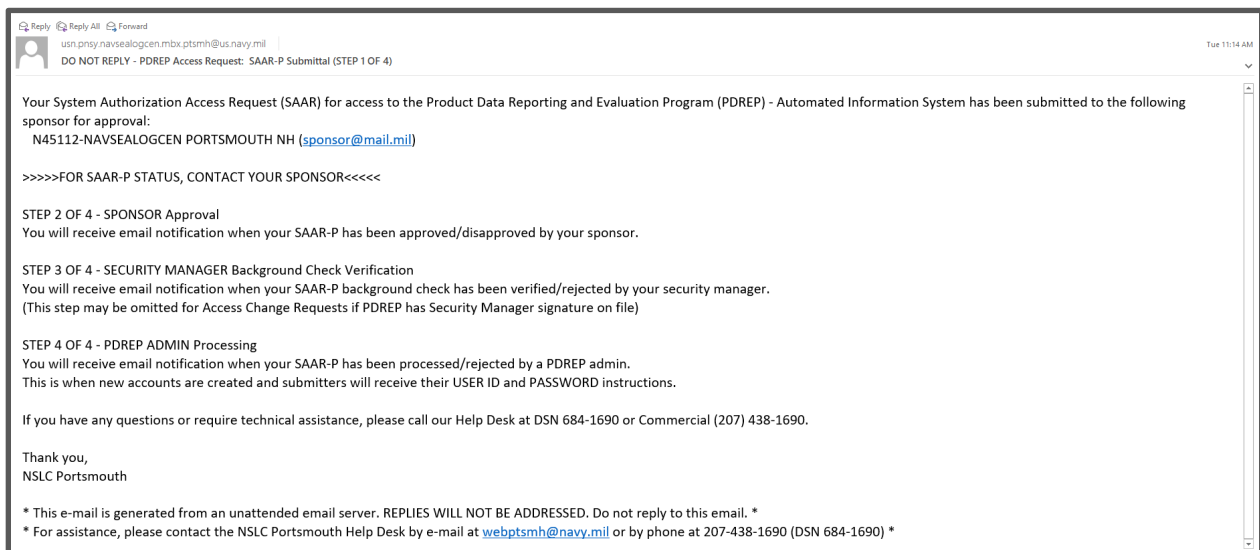 Reply Reply All Forward
usn.pnsy.navsealogcen.mbx.ptsmh@us.navy.mil
Tue 11:14 AM
DO NOT REPLY - PDREP Access Request: SAAR-P Submittal (STEP 1 OF 4)
Your System Authorization Access Request (SAAR) for access to the Product Data Reporting and Evaluation Program (PDREP) - Automated Information System has been submitted to the following
sponsor for approval:
N45112-NAVSEALOGCEN PORTSMOUTH NH (sponsor@mail.mil)
>>>>>FOR SAAR-P STATUS, CONTACT YOUR SPONSOR<<<<<
STEP 2 OF 4 - SPONSOR Approval
You will receive email notification when your SAAR-P has been approved/disapproved by your sponsor.
STEP 3 OF 4 - SECURITY MANAGER Background Check Verification
You will receive email notification when your SAAR-P background check has been verified/rejected by your security manager.
(This step may be omitted for Access Change Requests if PDREP has Security Manager signature on file)
STEP 4 OF 4 - PDREP ADMIN Processing
You will receive email notification when your SAAR-P has been processed/rejected by a PDREP admin.
This is when new accounts are created and submitters will receive their USER ID and PASSWORD instructions.
If you have any questions or require technical assistance, please call our Help Desk at DSN 684-1690 or Commercial (207) 438-1690.
Thank you,
NSLC Portsmouth
* This e-mail is generated from an unattended email server. REPLIES WILL NOT BE ADDRESSED. Do not reply to this email. *
* For assistance, please contact the NSLC Portsmouth Help Desk by e-mail at webptsmh@navy.mil or by phone at 207-438-1690 (DSN 684-1690) *